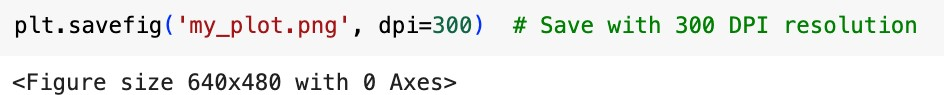 plt.savefig('my_plot.png', dpi=300)  # Save with 300 DPI resolution
<Figure size 640x480 with 0 Axes>